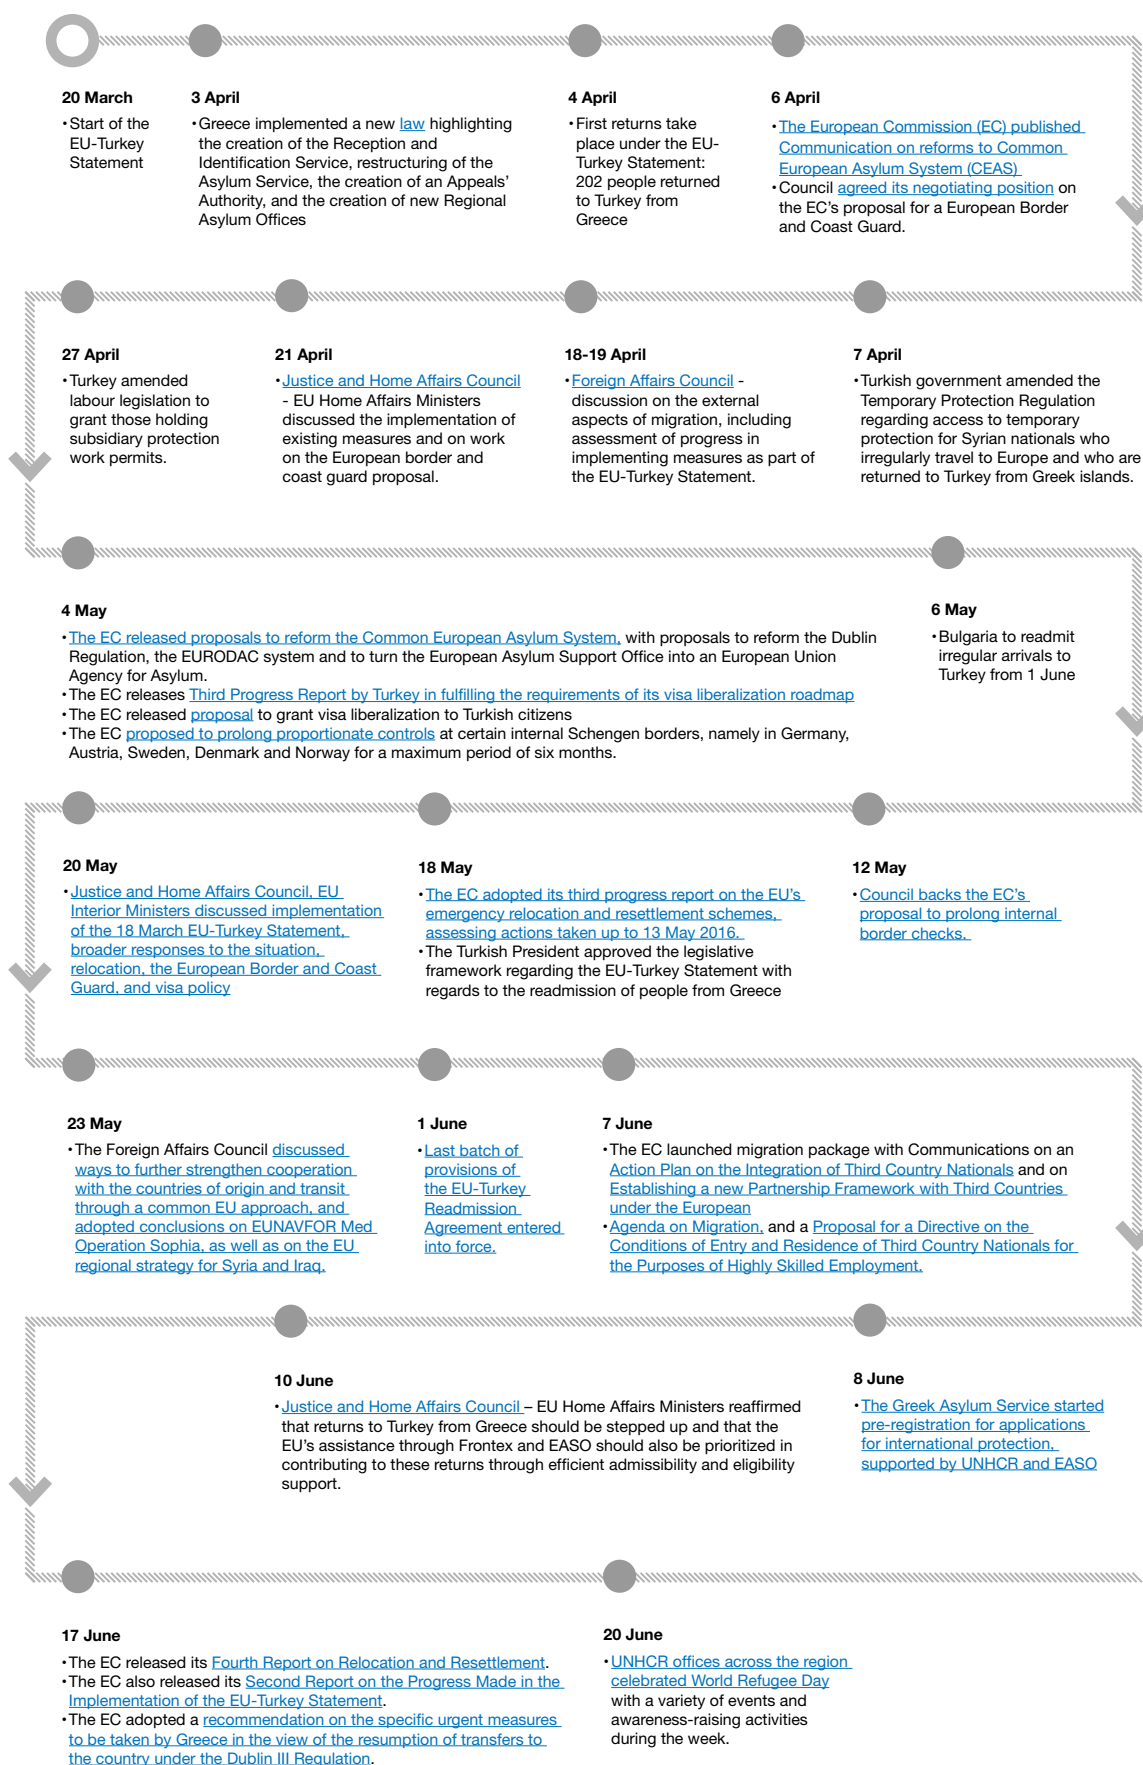 20 March
•Start of the
EU-Turkey
Statement
3 April
•Greece implemented a new law highlighting
the creation of the Reception and
Identification Service, restructuring of the
Asylum Service, the creation of an Appeals’
Authority, and the creation of new Regional
Asylum Offices
4 April
•First returns take
place under the EU-
Turkey Statement:
202 people returned
to Turkey from
Greece
6 April
•The European Commission (EC) published
Communication on reforms to Common
European Asylum System (CEAS)
•Council agreed its negotiating position on
the EC’s proposal for a European Border
and Coast Guard.
27 April
•Turkey amended
labour legislation to
grant those holding
subsidiary protection
work permits.
21 April
•Justice and Home Affairs Council
- EU Home Affairs Ministers
discussed the implementation of
existing measures and on work
on the European border and
coast guard proposal.
18-19 April
•Foreign Affairs Council -
discussion on the external
aspects of migration, including
assessment of progress in
implementing measures as part of
the EU-Turkey Statement.
7 April
•Turkish government amended the
Temporary Protection Regulation
regarding access to temporary
protection for Syrian nationals who
irregularly travel to Europe and who are
returned to Turkey from Greek islands.
4 May
•The EC released proposals to reform the Common European Asylum System, with proposals to reform the Dublin
Regulation, the EURODAC system and to turn the European Asylum Support Office into an European Union
Agency for Asylum.
•The EC releases Third Progress Report by Turkey in fulfilling the requirements of its visa liberalization roadmap
•The EC released proposal to grant visa liberalization to Turkish citizens
•The EC proposed to prolong proportionate controls at certain internal Schengen borders, namely in Germany,
Austria, Sweden, Denmark and Norway for a maximum period of six months.
6 May
•Bulgaria to readmit
irregular arrivals to
Turkey from 1 June
20 May
•Justice and Home Affairs Council, EU
Interior Ministers discussed implementation
of the 18 March EU-Turkey Statement,
broader responses to the situation,
relocation, the European Border and Coast
Guard, and visa policy
18 May
•The EC adopted its third progress report on the EU’s
emergency relocation and resettlement schemes,
assessing actions taken up to 13 May 2016.
•The Turkish President approved the legislative
framework regarding the EU-Turkey Statement with
regards to the readmission of people from Greece
12 May
•Council backs the EC’s
proposal to prolong internal
border checks.
23 May
•The Foreign Affairs Council discussed
ways to further strengthen cooperation
with the countries of origin and transit
through a common EU approach, and
adopted conclusions on EUNAVFOR Med
Operation Sophia, as well as on the EU
regional strategy for Syria and Iraq.
1 June
•Last batch of
provisions of
the EU-Turkey
Readmission
Agreement entered
into force.
7 June
•The EC launched migration package with Communications on an
Action Plan on the Integration of Third Country Nationals and on
Establishing a new Partnership Framework with Third Countries
under the European
•Agenda on Migration, and a Proposal for a Directive on the
Conditions of Entry and Residence of Third Country Nationals for
the Purposes of Highly Skilled Employment.
10 June
•Justice and Home Affairs Council – EU Home Affairs Ministers reaffirmed
that returns to Turkey from Greece should be stepped up and that the
EU’s assistance through Frontex and EASO should also be prioritized in
contributing to these returns through efficient admissibility and eligibility
support.
8 June
•The Greek Asylum Service started
pre-registration for applications
for international protection,
supported by UNHCR and EASO
17 June
•The EC released its Fourth Report on Relocation and Resettlement.
•The EC also released its Second Report on the Progress Made in the
Implementation of the EU-Turkey Statement.
•The EC adopted a recommendation on the specific urgent measures
to be taken by Greece in the view of the resumption of transfers to
the country under the Dublin III Regulation.
20 June
•UNHCR offices across the region
celebrated World Refugee Day
with a variety of events and
awareness-raising activities
during the week.